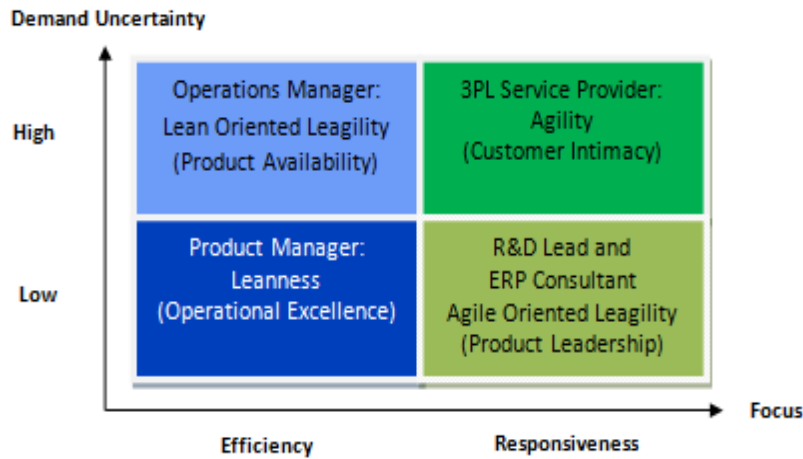 Demand Uncertainty
High
Operations Manager:
Lean Oriented Leagility
(Product Availability)
3PL Service Provider:
Agility
(Customer Intimacy)
Low
Product Manager:
Leanness
(Operational Excellence)
R&D Lead and
ERP Consultant
Agile Oriented Leagility
(Product Leadership)
Focus
Efficiency
Responsiveness